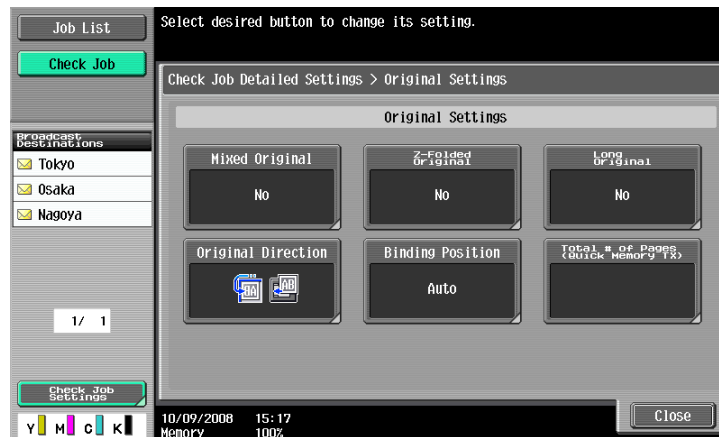 Job List
Check Job
Broadcast
Destinations
Tokyo
Osaka
Nagoya
1/ 1
Check Job
Settings
Y M C K
Select desired button to change its setting.
Check Job Detailed Settings > Original Settings
Original Settings
Mixed Original
No
Z-Folded
Original
No
Long
Original
No
Original Direction
Binding Position
Auto
Total # of Pages
(Quick Memory TX)
Close
10/09/2008 15:17
Memory 100%